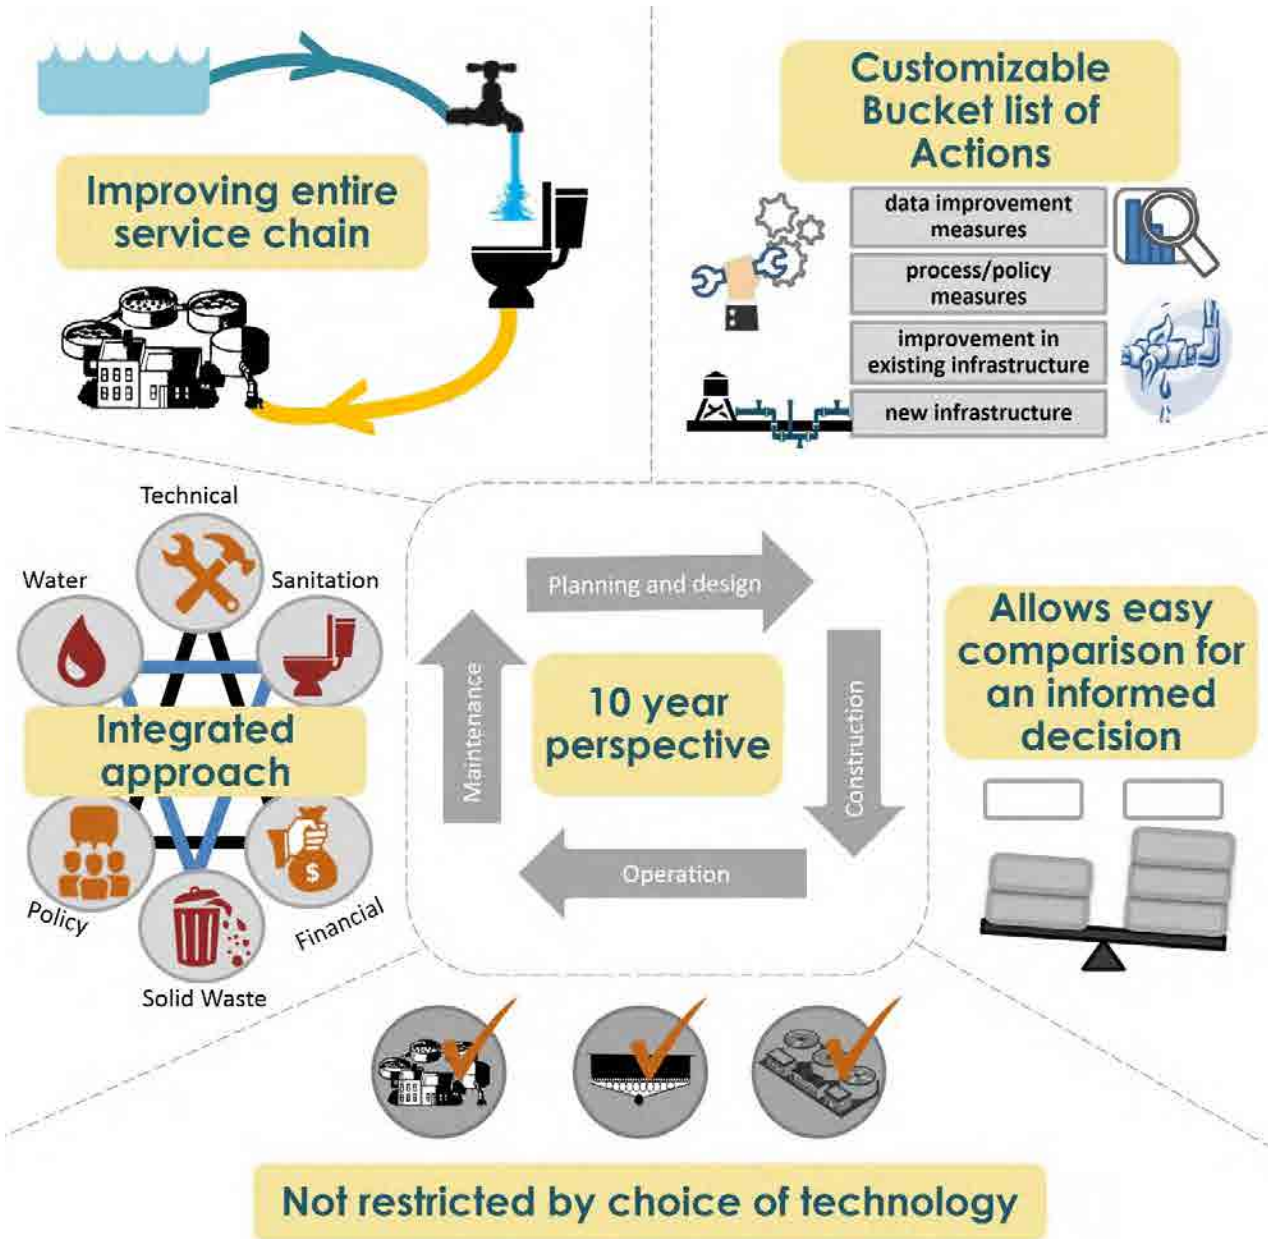 Improving entire
service chain
Customizable
Bucket list of
Actions
data improvement
measures
process/policy
measures
improvement in
existing infrastructure
new infrastructure
Technical
Water
Sanitation
Integrated
approach
Policy
Financial
$
Solid Waste
Planning and design
Maintenance
10 year
perspective
Construction
Operation
Allows easy
comparison for
an informed
decision
Not restricted by choice of technology